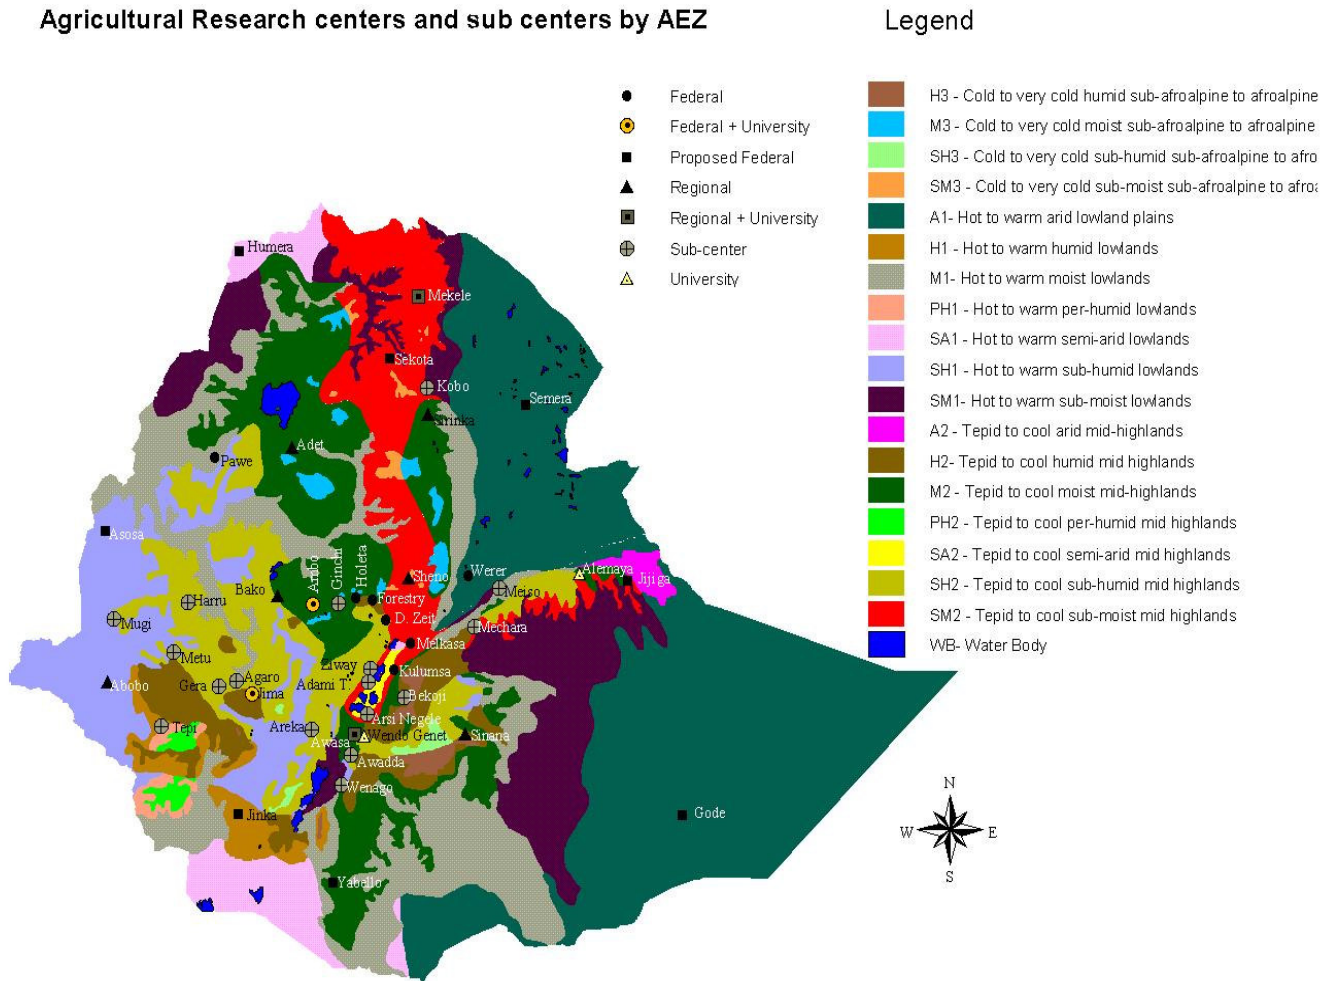 Agricultural Research centers and sub centers by AEZ
Legend
Federal
Federal + University
Proposed Federal
Regional
Regional + University
Sub-center
University
H3 - Cold to very cold humid sub-afroalpine to afroalpine
M3 - Cold to very cold moist sub-afroalpine to afroalpine
SH3 - Cold to very cold sub-humid sub-afroalpine to afro
SM3 - Cold to very cold sub-moist sub-afroalpine to afroa
A1- Hot to warm arid lowland plains
H1 - Hot to warm humid lowlands
M1- Hot to warm moist lowlands
PH1 - Hot to warm per-humid lowlands
SA1 - Hot to warm semi-arid lowlands
SH1 - Hot to warm sub-humid lowlands
SM1- Hot to warm sub-moist lowlands
A2 - Tepid to cool arid mid-highlands
H2- Tepid to cool humid mid highlands
M2 - Tepid to cool moist mid-highlands
PH2 - Tepid to cool per-humid mid highlands
SA2 - Tepid to cool semi-arid mid highlands
SH2 - Tepid to cool sub-humid mid highlands
SM2 - Tepid to cool sub-moist mid highlands
WB- Water Body
Humera
Mekele
Sekota
Kobo
Semera
Sirinka
Adet
Pawe
Asosa
Ambo
Ginchi
Holeta
Sheno
Werer
Alemaya
Jijiga
Bako
Meiso
Harru
Forestry
Mugi
D. Zeit
Mechara
Melkasa
Metu
Ziway
Kulumsa
Abobo
Gera
Agaro
Jima
Adami T.
Bekoji
Arsi Negele
Tepi
Areka
Awasa
Wendo Genet
Sinana
Awadda
Wenago
Jinka
Gode
Yabello
N
W
E
S